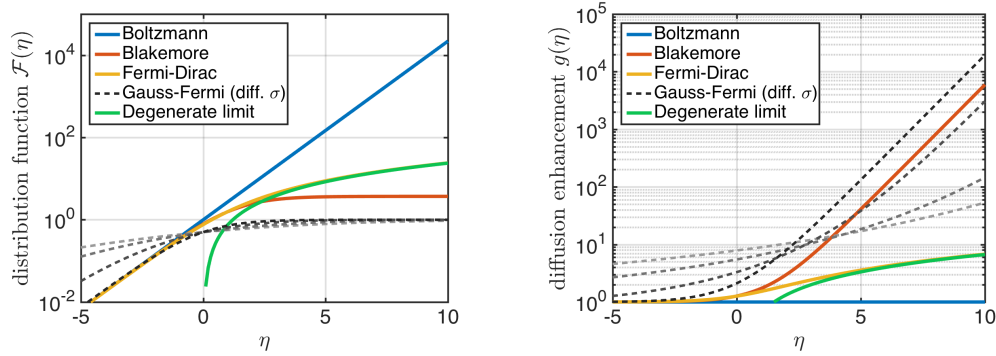 distribution function $\mathcal{F}(\eta)$
10^4
10^2
10^0
10^-2
Boltzmann
Blakemore
Fermi-Dirac
Gauss-Fermi (diff. σ)
Degenerate limit
-5
0
5
10
η
diffusion enhancement g(η)
10^5
10^4
10^3
10^2
10^1
10^0
Boltzmann
Blakemore
Fermi-Dirac
Gauss-Fermi (diff. σ)
Degenerate limit
-5
0
5
10
η